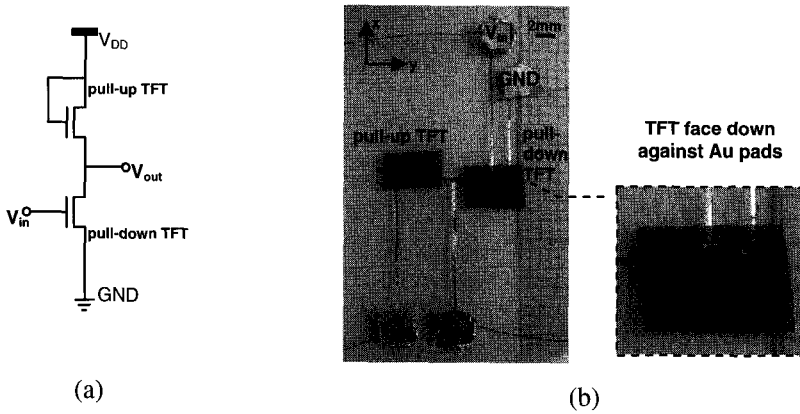 V_DD
pull-up TFT
V_out
V_in
pull-down TFT
GND
(a)
x
y
V_in
2mm
GND
pull-up TFT
pull-
down
TFT
TFT face down
against Au pads
(b)